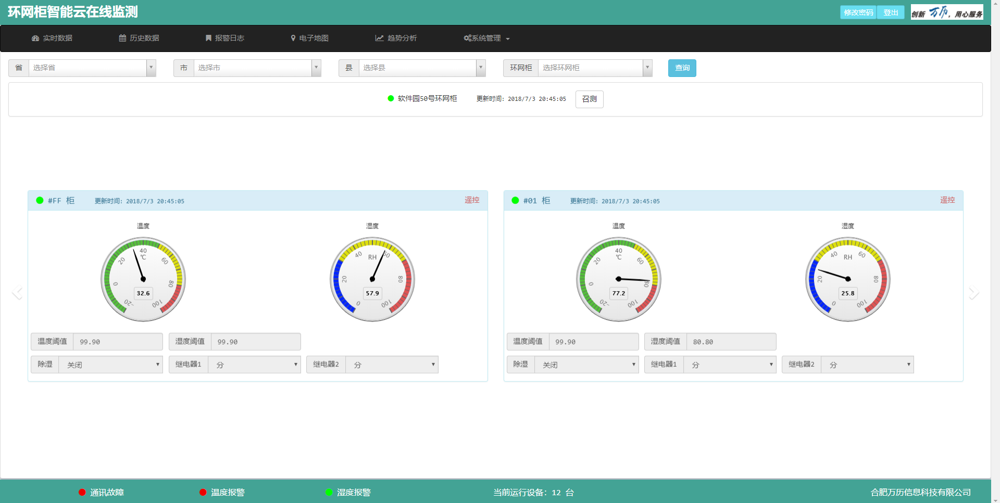 环网柜智能云在线监测
修改密码 登出 创新 万历，用心服务
实时数据 历史数据 报警日志 电子地图 趋势分析 系统管理
省 选择省 市 选择市 县 选择县 环网柜 选择环网柜 查询
软件园50号环网柜 更新时间: 2018/7/3 20:45:05 召测
#FF 柜 更新时间: 2018/7/3 20:45:05 遥控
温度 湿度
-20 0 20 40 60 80 100 ℃ 32.6
0 20 40 60 80 100 RH 57.9
温度阈值 99.90 湿度阈值 99.90
除湿 关闭 继电器1 分 继电器2 分
#01 柜 更新时间: 2018/7/3 20:45:05 遥控
温度 湿度
-20 0 20 40 60 80 100 ℃ 77.2
0 20 40 60 80 100 RH 25.8
温度阈值 99.90 湿度阈值 80.80
除湿 关闭 继电器1 分 继电器2 分
通讯故障 温度报警 湿度报警 当前运行设备: 12 台 合肥万历信息科技有限公司